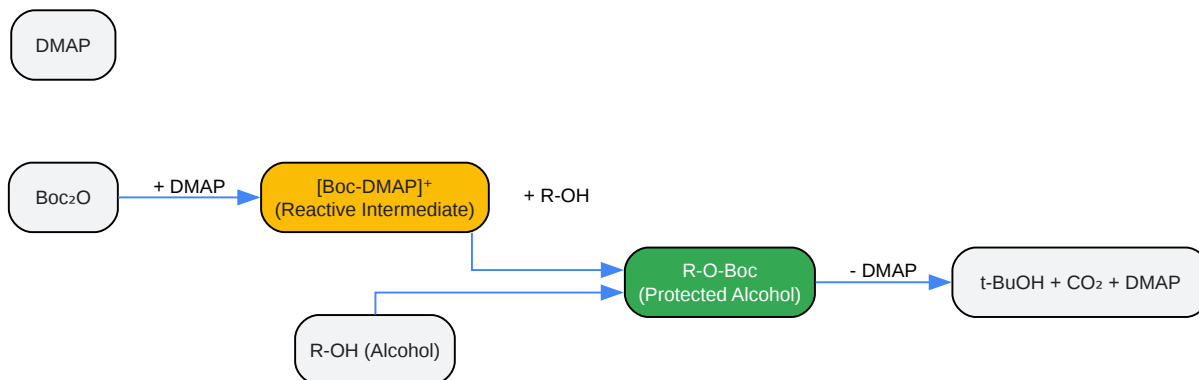 DMAP
Boc₂O
+ DMAP
[Boc-DMAP]⁺
(Reactive Intermediate)
+ R-OH
R-O-Boc
(Protected Alcohol)
- DMAP
t-BuOH + CO₂ + DMAP
R-OH (Alcohol)